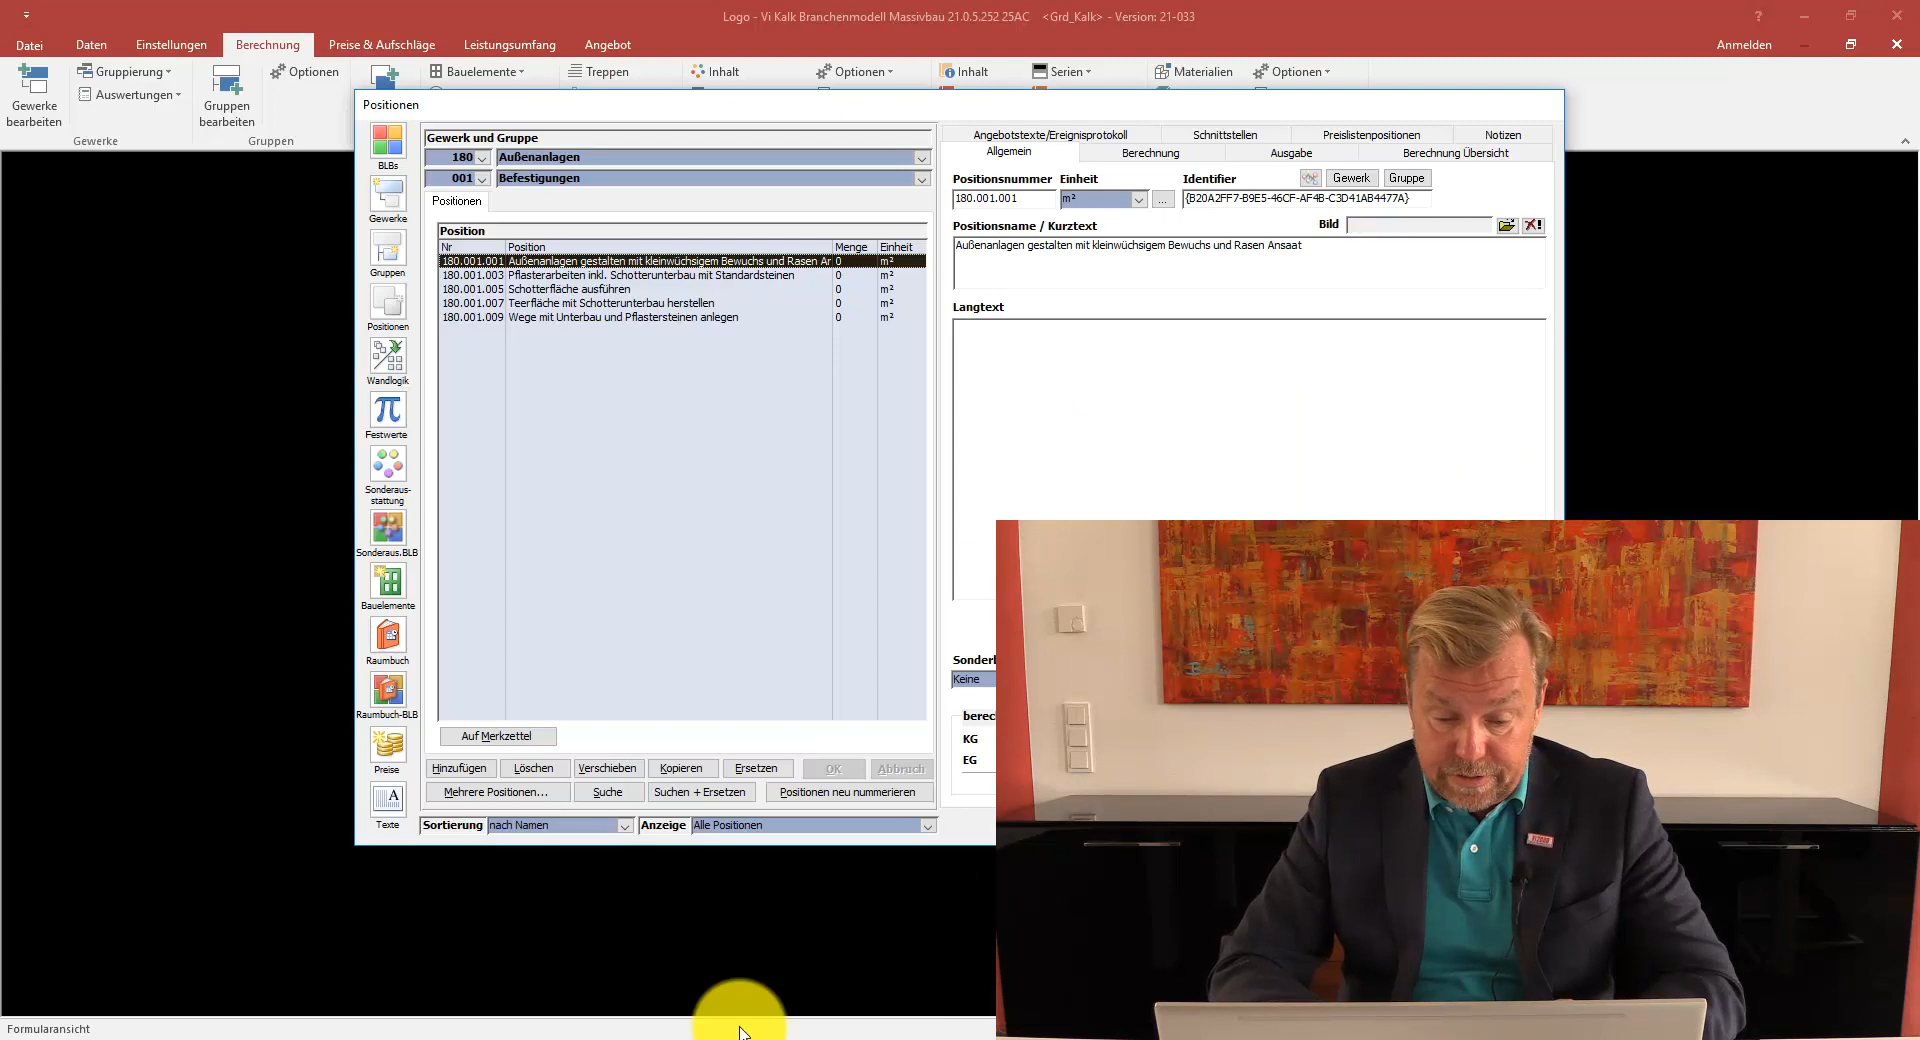 Logo - Vi Kalk Branchenmodell Massivbau 21.0.5.252 25AC   <Grd_Kalk> - Version: 21-033
Datei Daten Einstellungen Berechnung Preise & Aufschläge Leistungsumfang Angebot Anmelden
Gewerke bearbeiten
Gruppierung
Auswertungen
Gewerke
Gruppen bearbeiten
Optionen
Gruppen
Bauelemente
Treppen
Inhalt
Optionen
Inhalt
Serien
Materialien
Optionen
Positionen
BLBs
Gewerke
Gruppen
Positionen
Wandlogik
Festwerte
Sonderaus-
stattung
Sonderaus.BLB
Bauelemente
Raumbuch
Raumbuch-BLB
Preise
Texte
Gewerk und Gruppe
180 Außenanlagen
001 Befestigungen
Positionen
Position
Nr Position Menge Einheit
180.001.001 Außenanlagen gestalten mit kleinwüchsigem Bewuchs und Rasen Ar 0 m²
180.001.003 Pflasterarbeiten inkl. Schotterunterbau mit Standardsteinen 0 m²
180.001.005 Schotterfläche ausführen 0 m²
180.001.007 Teerfläche mit Schotterunterbau herstellen 0 m²
180.001.009 Wege mit Unterbau und Pflastersteinen anlegen 0 m²
Auf Merkzettel
Hinzufügen Löschen Verschieben Kopieren Ersetzen OK Abbruch
Mehrere Positionen... Suche Suchen + Ersetzen Positionen neu nummerieren
Sortierung nach Namen Anzeige Alle Positionen
Angebotstexte/Ereignisprotokoll Schnittstellen Preislistenpositionen Notizen
Allgemein Berechnung Ausgabe Berechnung Übersicht
Positionsnummer Einheit Identifier Gewerk Gruppe
180.001.001 m² ... {B20A2FF7-B9E5-46CF-AF4B-C3D41AB4477A}
Positionsname / Kurztext Bild
Außenanlagen gestalten mit kleinwüchsigem Bewuchs und Rasen Ansaat
Langtext
Keine
KG
EG
Formularansicht